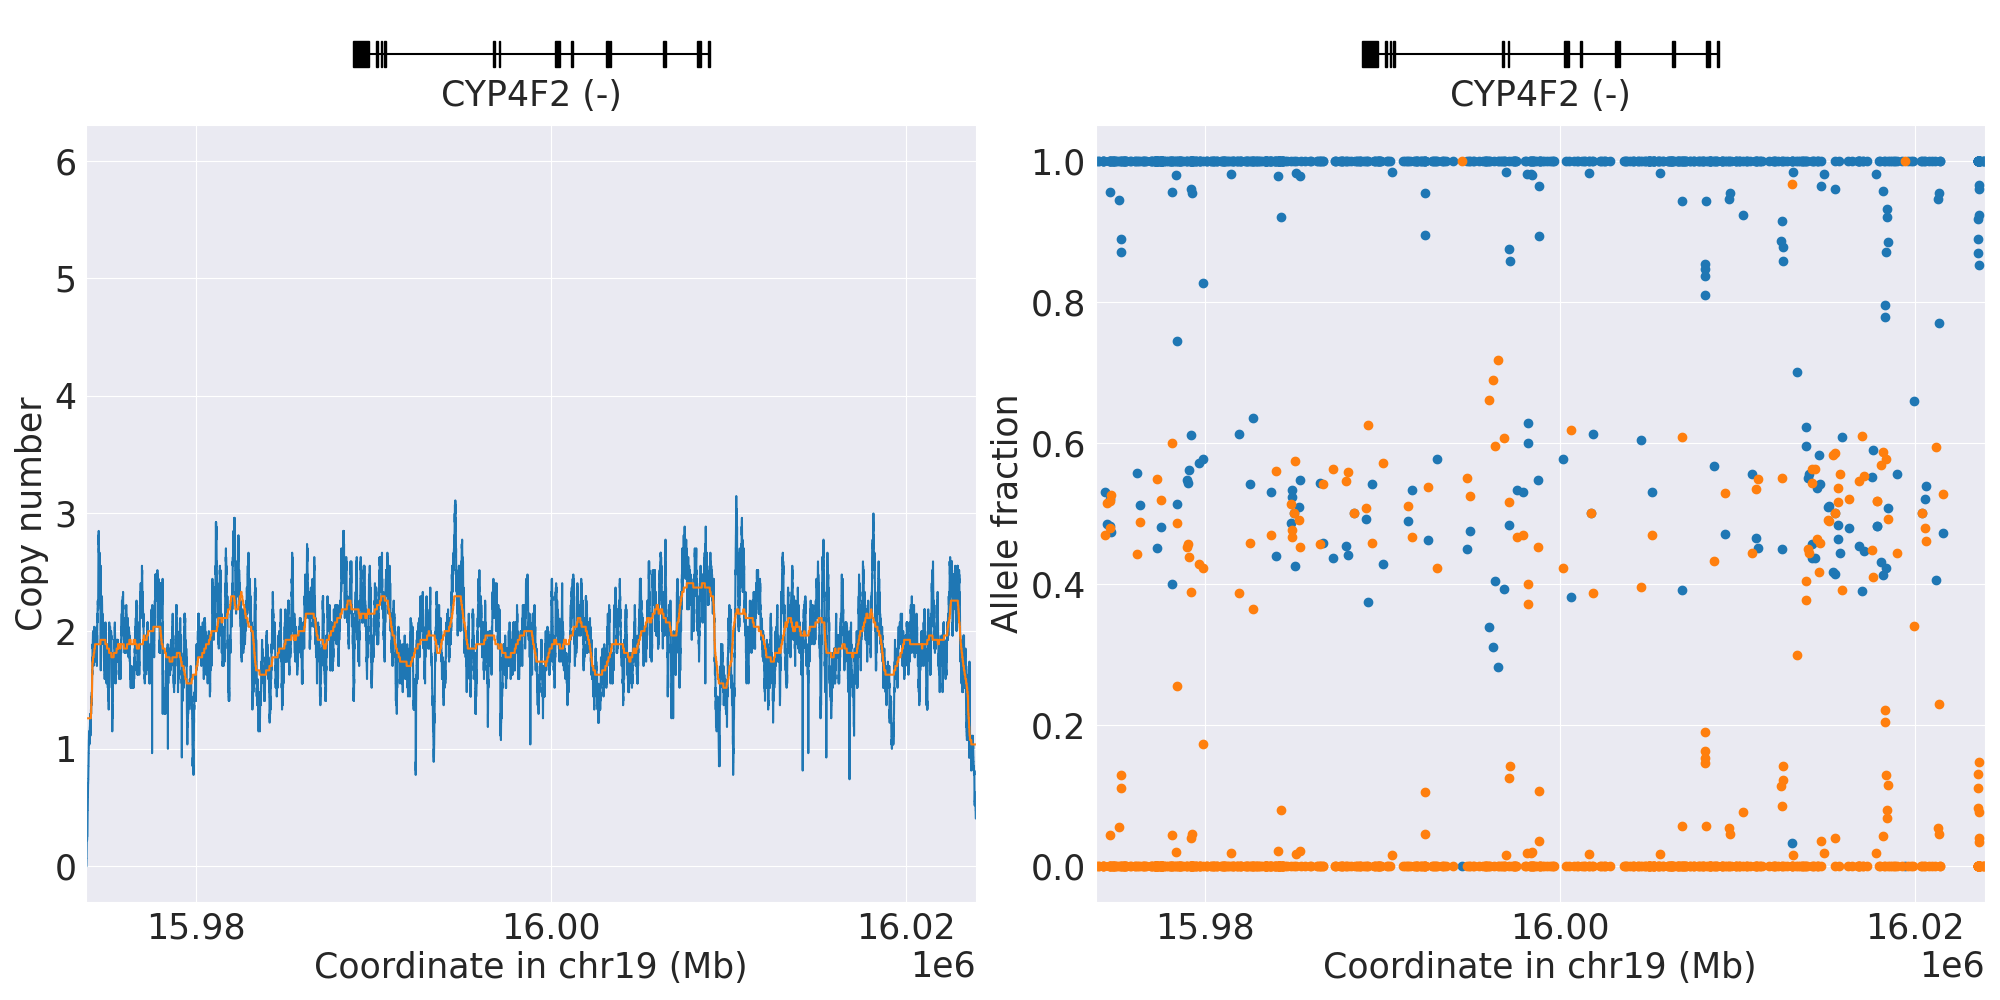 CYP4F2 (-)
CYP4F2 (-)
Copy number
6
5
4
3
2
1
0
15.98
16.00
16.02
Coordinate in chr19 (Mb)
1e6
Allele fraction
1.0
0.8
0.6
0.4
0.2
0.0
15.98
16.00
16.02
Coordinate in chr19 (Mb)
1e6